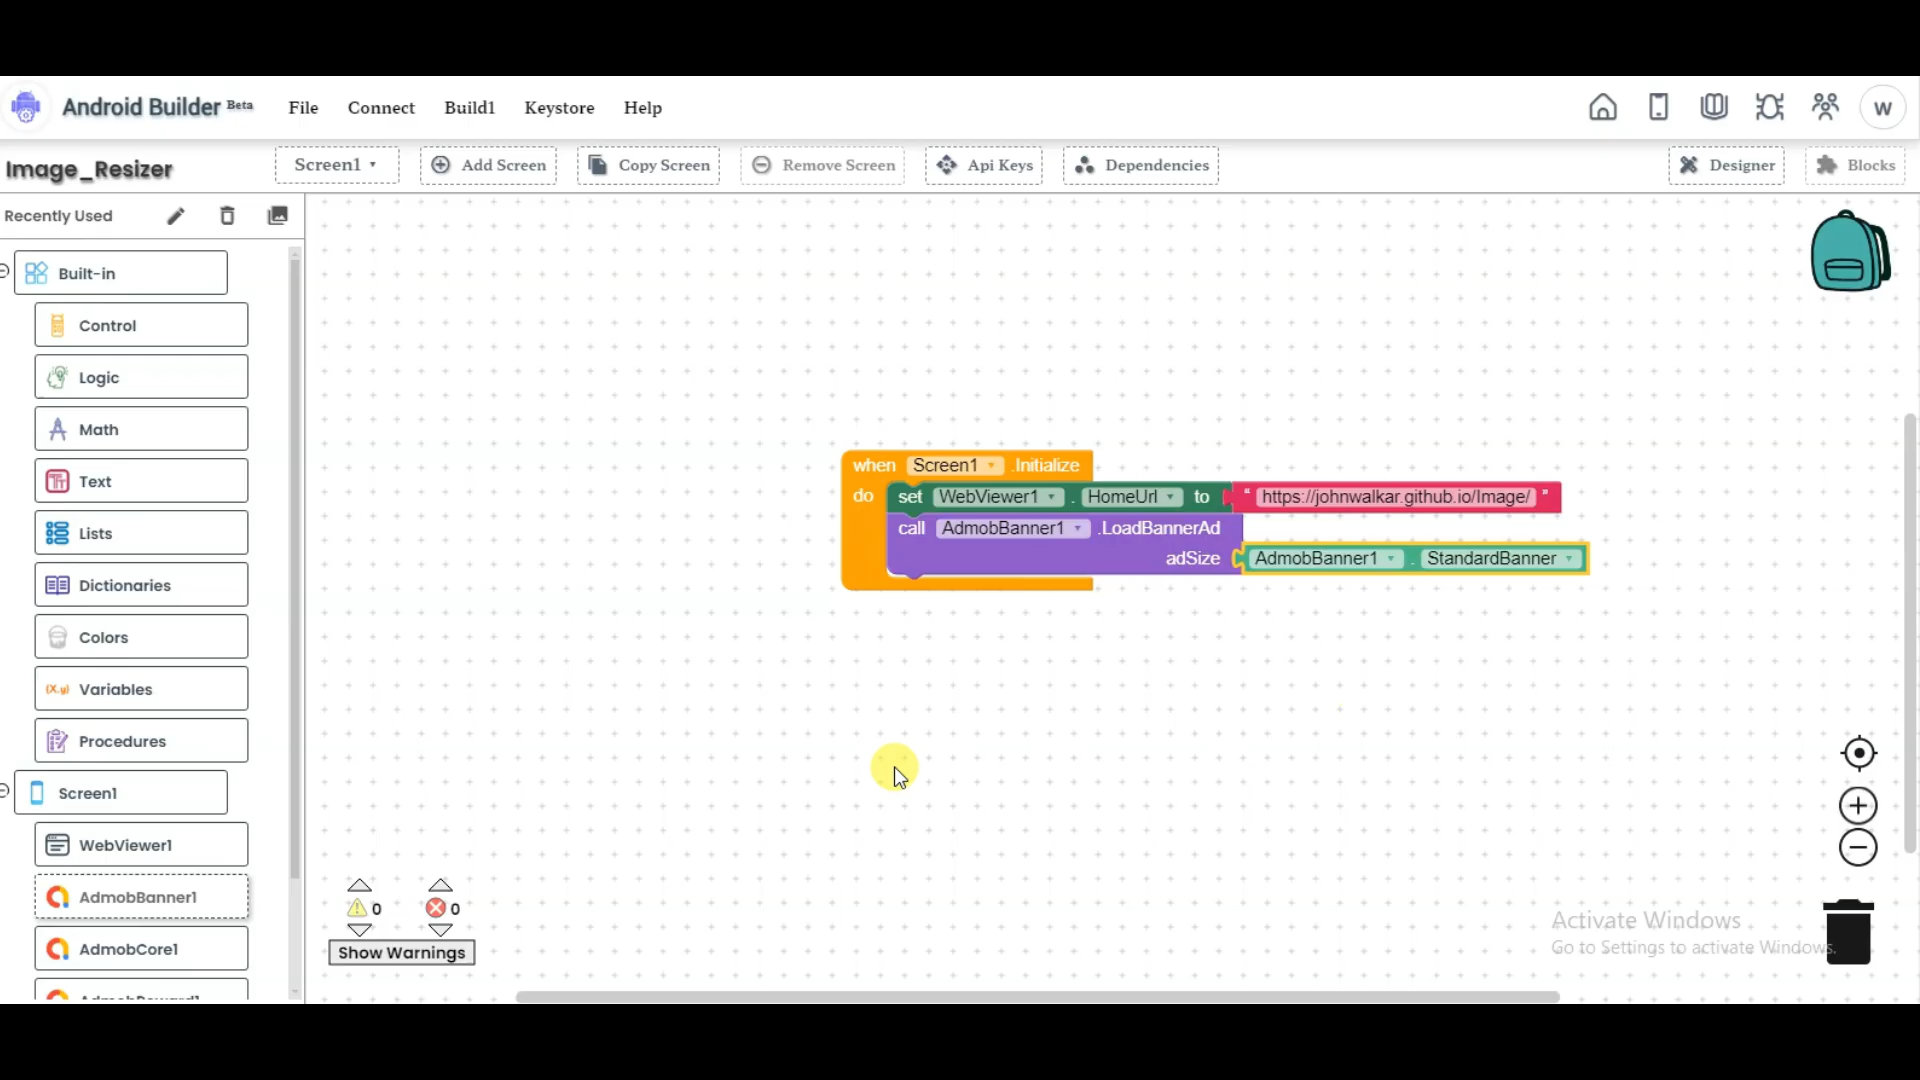 Android Builder Beta File Connect Build1 Keystore Help W
Image_Resizer Screen1 Add Screen Copy Screen Remove Screen Api Keys Dependencies Designer Blocks
Recently Used
Built-in
Control
Logic
Math
Text
Lists
Dictionaries
Colors
(X,y) Variables
Procedures
Screen1
WebViewer1
AdmobBanner1
AdmobCore1
AdmobReward1
when Screen1 .Initialize
do set WebViewer1 . HomeUrl to " https://johnwalkar.github.io/Image/ "
call AdmobBanner1 .LoadBannerAd
adSize AdmobBanner1 . StandardBanner
0 0
Show Warnings
Activate Windows
Go to Settings to activate Windows.